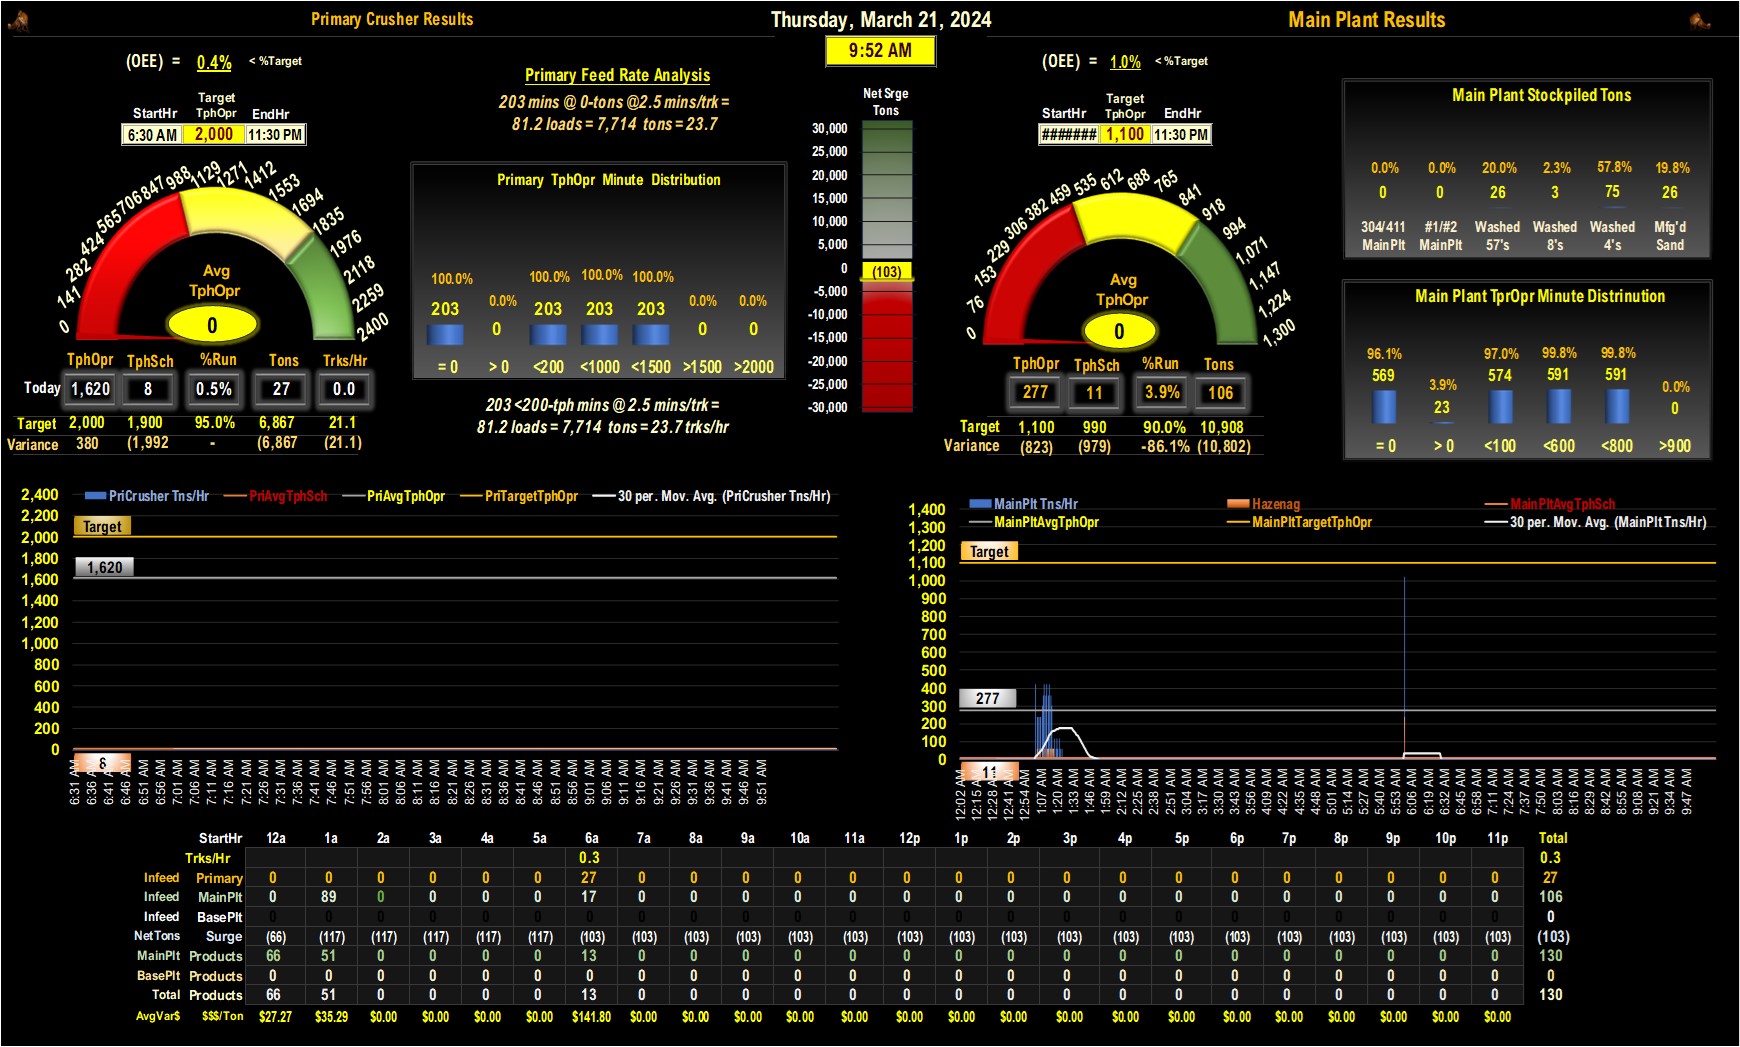 Primary Crusher Results
Thursday, March 21, 2024
Main Plant Results
9:52 AM
(OEE) = 0.4% < %Target
Target
StartHr TphOpr EndHr
6:30 AM 2,000 11:30 PM
Primary Feed Rate Analysis
203 mins @ 0-tons @2.5 mins/trk =
81.2 loads = 7,714 tons = 23.7
0 141 282 424 565 706 847 988 1129 1271 1412 1553 1694 1835 1976 2118 2259 2400
Avg
TphOpr
0
TphOpr TphSch %Run Tons Trks/Hr
Today 1,620 8 0.5% 27 0.0
Target 2,000 1,900 95.0% 6,867 21.1
Variance 380 (1,992 - (6,867 (21.1)
Primary TphOpr Minute Distribution
100.0% 0.0% 100.0% 100.0% 100.0% 0.0% 0.0%
203 0 203 203 203 0 0
= 0 > 0 <200 <1000 <1500 >1500 >2000
203 <200-tph mins @ 2.5 mins/trk =
81.2 loads = 7,714 tons = 23.7 trks/hr
Net Srge
Tons
30,000
25,000
20,000
15,000
10,000
5,000
0
(103)
-5,000
-10,000
-15,000
-20,000
-25,000
-30,000
(OEE) = 1.0% < %Target
Target
StartHr TphOpr EndHr
####### 1,100 11:30 PM
0 76 153 229 306 382 459 535 612 688 765 841 918 994 1,071 1,147 1,224 1,300
Avg
TphOpr
0
TphOpr TphSch %Run Tons
277 11 3.9% 106
Target 1,100 990 90.0% 10,908
Variance (823) (979) -86.1% (10,802)
Main Plant Stockpiled Tons
0.0% 0.0% 20.0% 2.3% 57.8% 19.8%
0 0 26 3 75 26
304/411 #1/#2 Washed Washed Washed Mfg'd
MainPlt MainPlt 57's 8's 4's Sand
Main Plant TprOpr Minute Distrinution
96.1% 3.9% 97.0% 99.8% 99.8% 0.0%
569 23 574 591 591 0
= 0 > 0 <100 <600 <800 >900
PriCrusher Tns/Hr PriAvgTphSch PriAvgTphOpr PriTargetTphOpr 30 per. Mov. Avg. (PriCrusher Tns/Hr)
2,400
2,200
Target
2,000
1,800
1,620
1,600
1,400
1,200
1,000
800
600
400
200
0
8
6:31 AM 6:36 AM 6:41 AM 6:46 AM 6:51 AM 6:56 AM 7:01 AM 7:06 AM 7:11 AM 7:16 AM 7:21 AM 7:26 AM 7:31 AM 7:36 AM 7:41 AM 7:46 AM 7:51 AM 7:56 AM 8:01 AM 8:06 AM 8:11 AM 8:16 AM 8:21 AM 8:26 AM 8:31 AM 8:36 AM 8:41 AM 8:46 AM 8:51 AM 8:56 AM 9:01 AM 9:06 AM 9:11 AM 9:16 AM 9:21 AM 9:26 AM 9:31 AM 9:36 AM 9:41 AM 9:46 AM 9:51 AM
MainPlt Tns/Hr Hazenag MainPltAvgTphSch
MainPltAvgTphOpr MainPltTargetTphOpr 30 per. Mov. Avg. (MainPlt Tns/Hr)
1,400
1,300
1,200
Target
1,100
1,000
900
800
700
600
500
400
277
300
200
100
0
11
12:02 AM 12:15 AM 12:28 AM 12:41 AM 12:54 AM 1:07 AM 1:20 AM 1:33 AM 1:46 AM 1:59 AM 2:12 AM 2:25 AM 2:38 AM 2:51 AM 3:04 AM 3:17 AM 3:30 AM 3:43 AM 3:56 AM 4:09 AM 4:22 AM 4:35 AM 4:48 AM 5:01 AM 5:14 AM 5:27 AM 5:40 AM 5:53 AM 6:06 AM 6:19 AM 6:32 AM 6:45 AM 6:58 AM 7:11 AM 7:24 AM 7:37 AM 7:50 AM 8:03 AM 8:16 AM 8:29 AM 8:42 AM 8:55 AM 9:08 AM 9:21 AM 9:34 AM 9:47 AM
StartHr 12a 1a 2a 3a 4a 5a 6a 7a 8a 9a 10a 11a 12p 1p 2p 3p 4p 5p 6p 7p 8p 9p 10p 11p Total
Trks/Hr 0.3 0.3
Infeed Primary 0 0 0 0 0 0 27 0 0 0 0 0 0 0 0 0 0 0 0 0 0 0 0 0 27
Infeed MainPlt 0 89 0 0 0 0 17 0 0 0 0 0 0 0 0 0 0 0 0 0 0 0 0 0 106
Infeed BasePlt 0 0 0 0 0 0 0 0 0 0 0 0 0 0 0 0 0 0 0 0 0 0 0 0 0
NetTons Surge (66) (117) (117) (117) (117) (117) (103) (103) (103) (103) (103) (103) (103) (103) (103) (103) (103) (103) (103) (103) (103) (103) (103) (103) (103)
MainPlt Products 66 51 0 0 0 0 13 0 0 0 0 0 0 0 0 0 0 0 0 0 0 0 0 0 130
BasePlt Products 0 0 0 0 0 0 0 0 0 0 0 0 0 0 0 0 0 0 0 0 0 0 0 0 0
Total Products 66 51 0 0 0 0 13 0 0 0 0 0 0 0 0 0 0 0 0 0 0 0 0 0 130
AvgVar$ $$$/Ton $27.27 $35.29 $0.00 $0.00 $0.00 $0.00 $141.80 $0.00 $0.00 $0.00 $0.00 $0.00 $0.00 $0.00 $0.00 $0.00 $0.00 $0.00 $0.00 $0.00 $0.00 $0.00 $0.00 $0.00